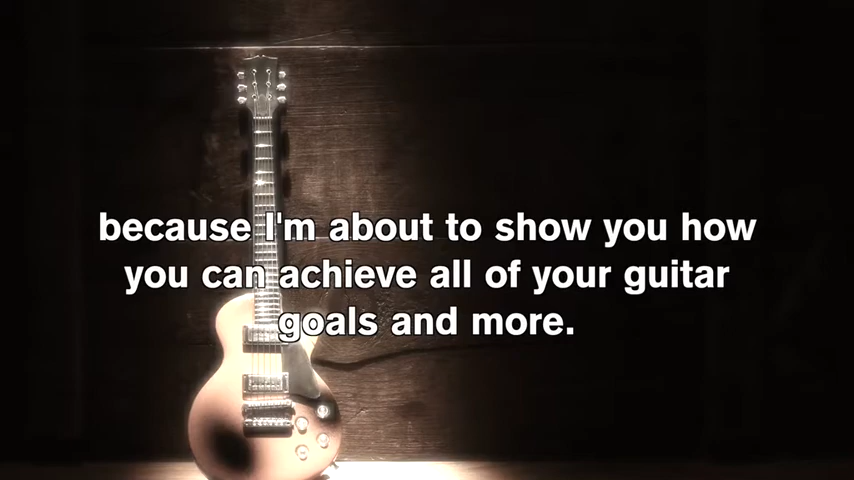 because I'm about to show you how
you can achieve all of your guitar
goals and more.